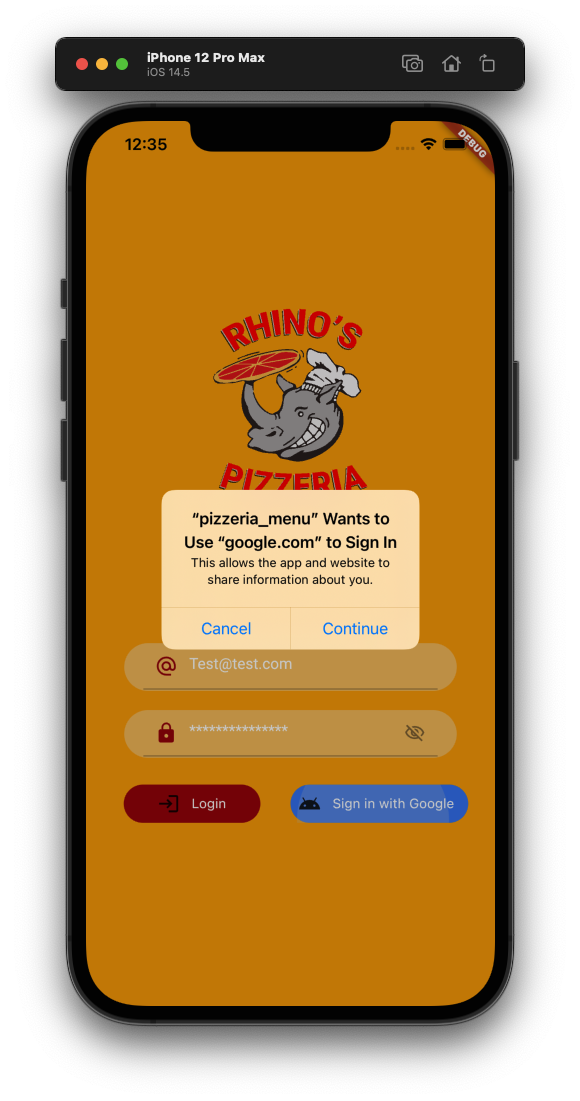 iPhone 12 Pro Max
iOS 14.5
12:35
DEBUG
RHINO'S
PIZZERIA
“pizzeria_menu” Wants to
Use “google.com” to Sign In
This allows the app and website to
share information about you.
Cancel
Continue
Test@test.com
***************
Login
Sign in with Google